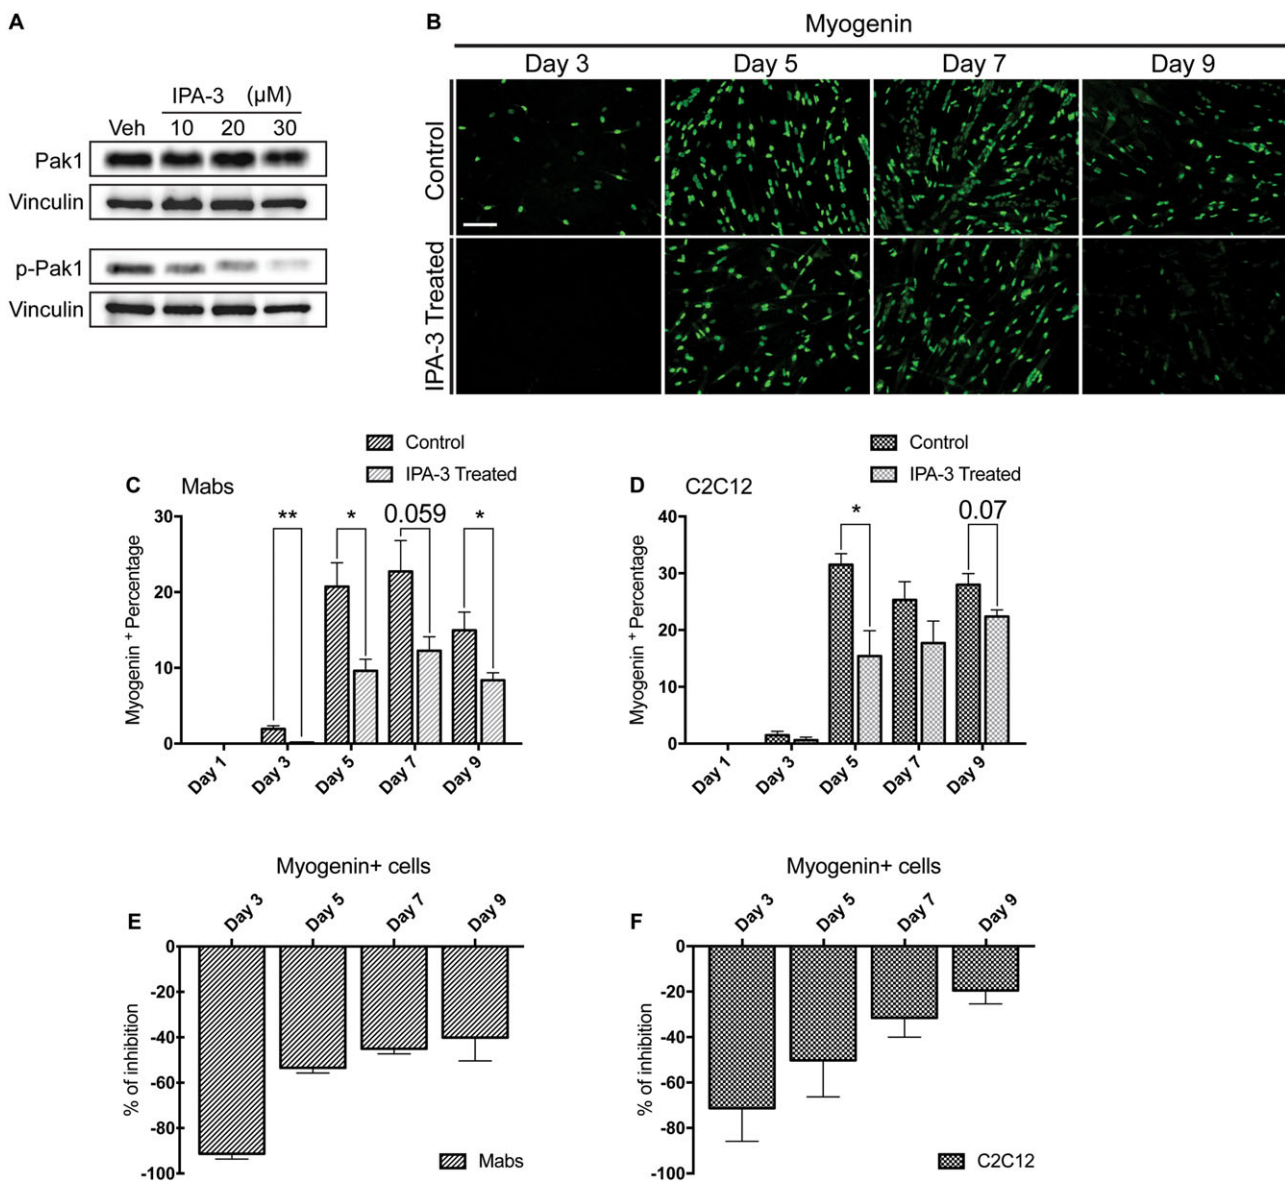 A
IPA-3 (µM)
Veh 10 20 30
Pak1
Vinculin
p-Pak1
Vinculin
B
Myogenin
Day 3 Day 5 Day 7 Day 9
Control
IPA-3 Treated
Control
IPA-3 Treated
C Mabs
30
20
10
0
Myogenin + Percentage
** * 0.059 *
Day 1 Day 3 Day 5 Day 7 Day 9
Control
IPA-3 Treated
D C2C12
40
30
20
10
0
Myogenin + Percentage
* 0.07
Day 1 Day 3 Day 5 Day 7 Day 9
Myogenin+ cells
E
Day 3 Day 5 Day 7 Day 9
0
-20
-40
-60
-80
-100
% of inhibition
Mabs
Myogenin+ cells
F
Day 3 Day 5 Day 7 Day 9
0
-20
-40
-60
-80
-100
% of inhibition
C2C12